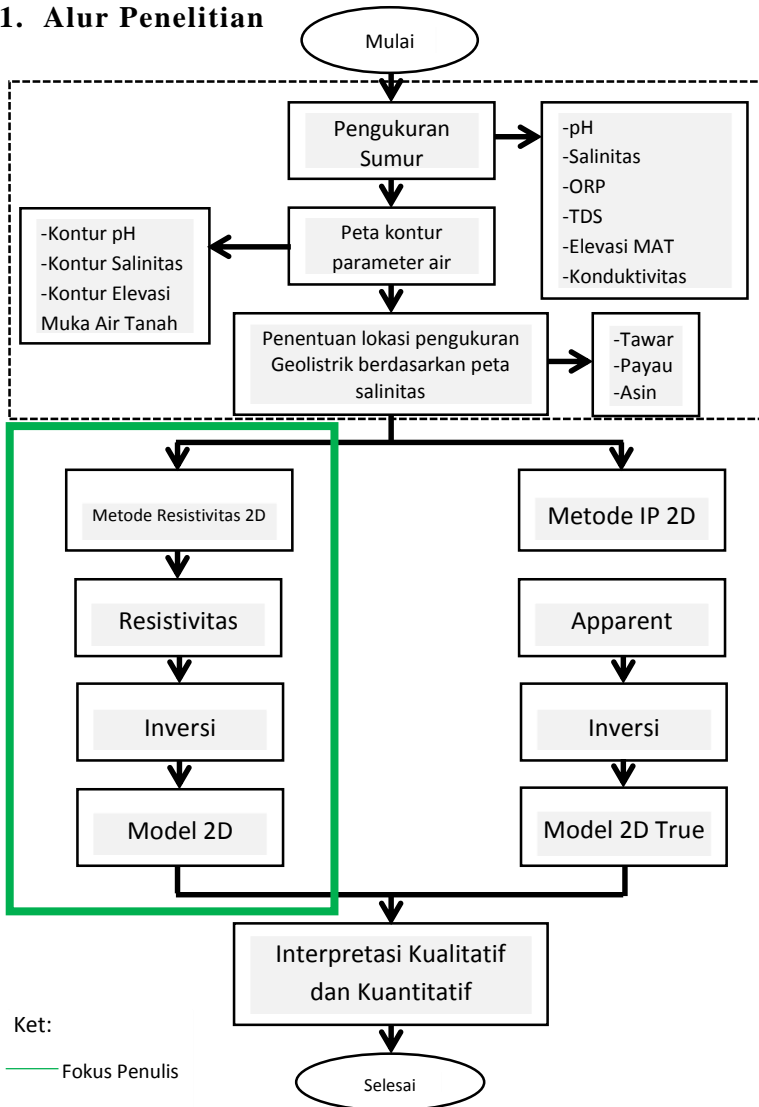 1. Alur Penelitian
Mulai
Pengukuran
Sumur
-pH
-Salinitas
-ORP
-TDS
-Elevasi MAT
-Konduktivitas
Peta kontur
parameter air
-Kontur pH
-Kontur Salinitas
-Kontur Elevasi
Muka Air Tanah
Penentuan lokasi pengukuran
Geolistrik berdasarkan peta
salinitas
-Tawar
-Payau
-Asin
Metode Resistivitas 2D
Resistivitas
Inversi
Model 2D
Metode IP 2D
Apparent
Inversi
Model 2D True
Interpretasi Kualitatif
dan Kuantitatif
Selesai
Ket:
Fokus Penulis